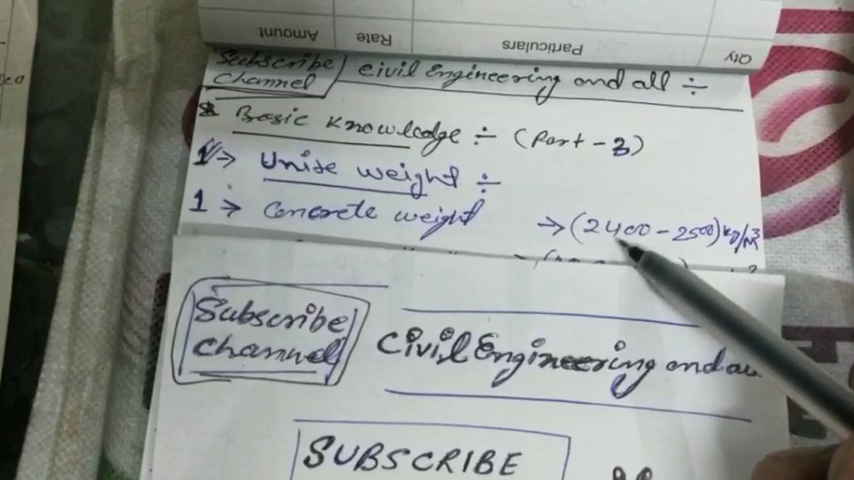 Qty Particulars Rate Amount
Subscribe channel civil Engineering and all ÷
Basic Knowledge ÷ (Part - 3)
1/→ Unite weight ÷
1 → Concrete weight → (2400 - 2500) kg/m³
Subscribe channel
Civil Engineering and all
SUBSCRIBE